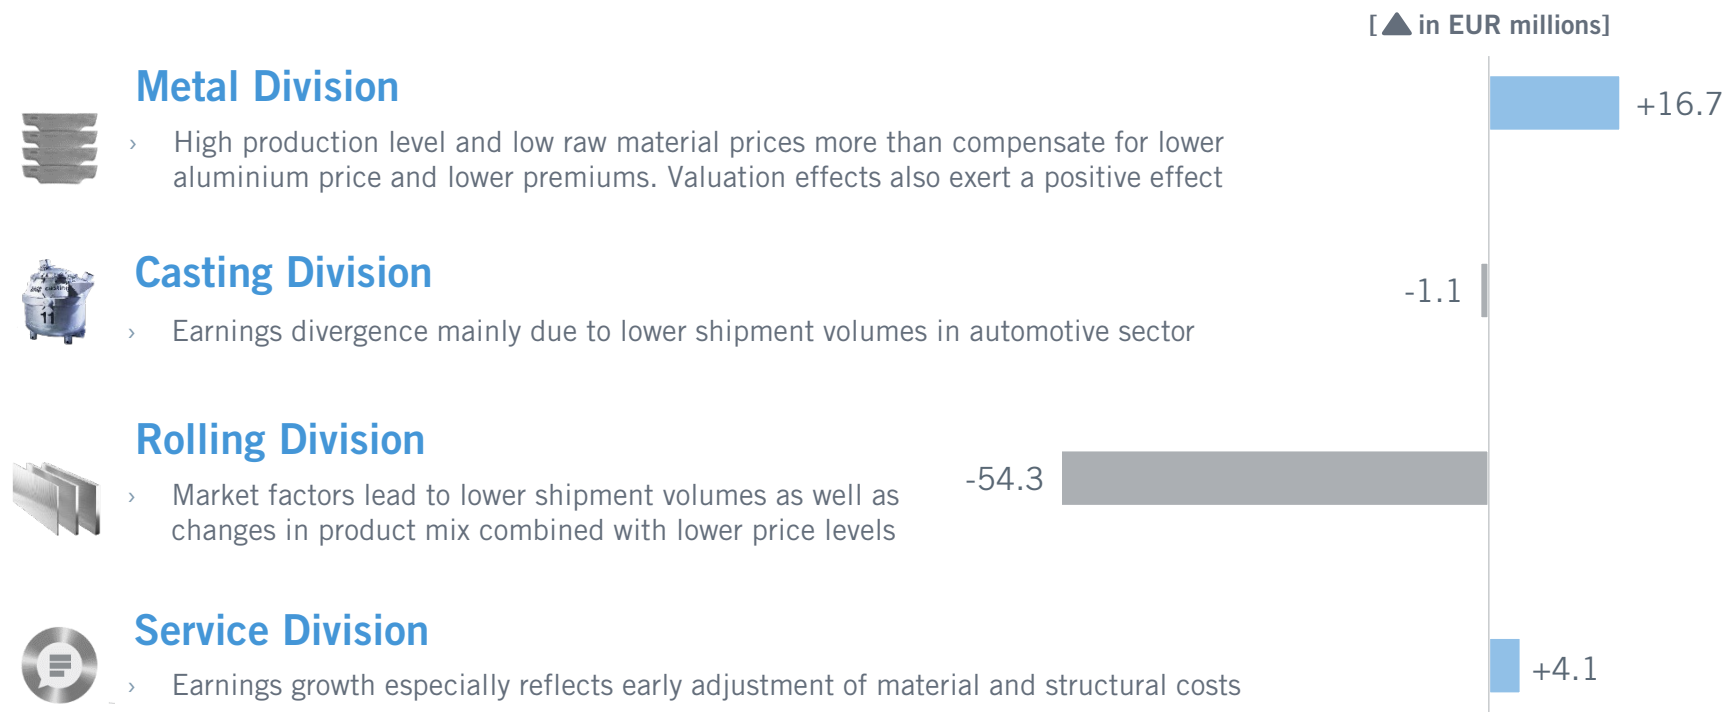 [ ▲ in EUR millions]
Metal Division
+16.7
› High production level and low raw material prices more than compensate for lower
aluminium price and lower premiums. Valuation effects also exert a positive effect
Casting Division
-1.1
11
› Earnings divergence mainly due to lower shipment volumes in automotive sector
Rolling Division
-54.3
› Market factors lead to lower shipment volumes as well as
changes in product mix combined with lower price levels
Service Division
+4.1
› Earnings growth especially reflects early adjustment of material and structural costs